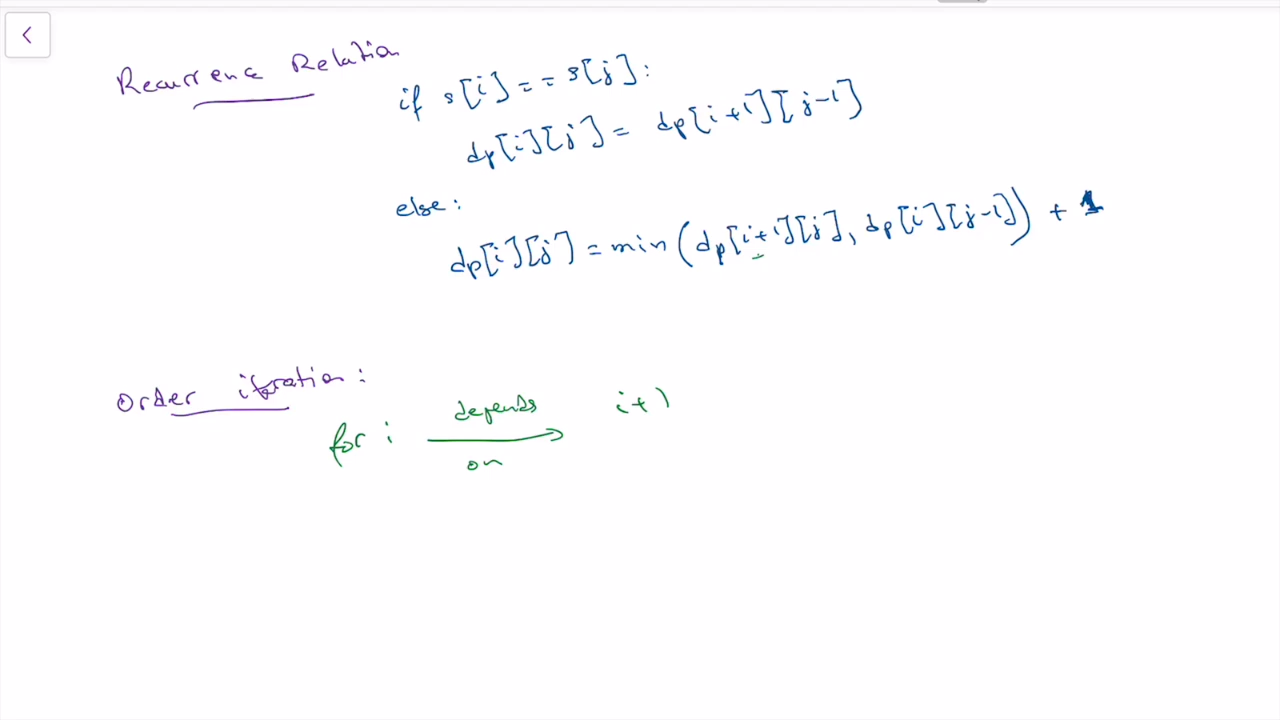 Recurrenc Relation
if s[i] == s[j]:
dp[i][j] = dp[i+1][j-1]
else:
dp[i][j] = min(dp[i+1][j], dp[i][j-1]) + 1
Order iteration:
for i depends on i+1